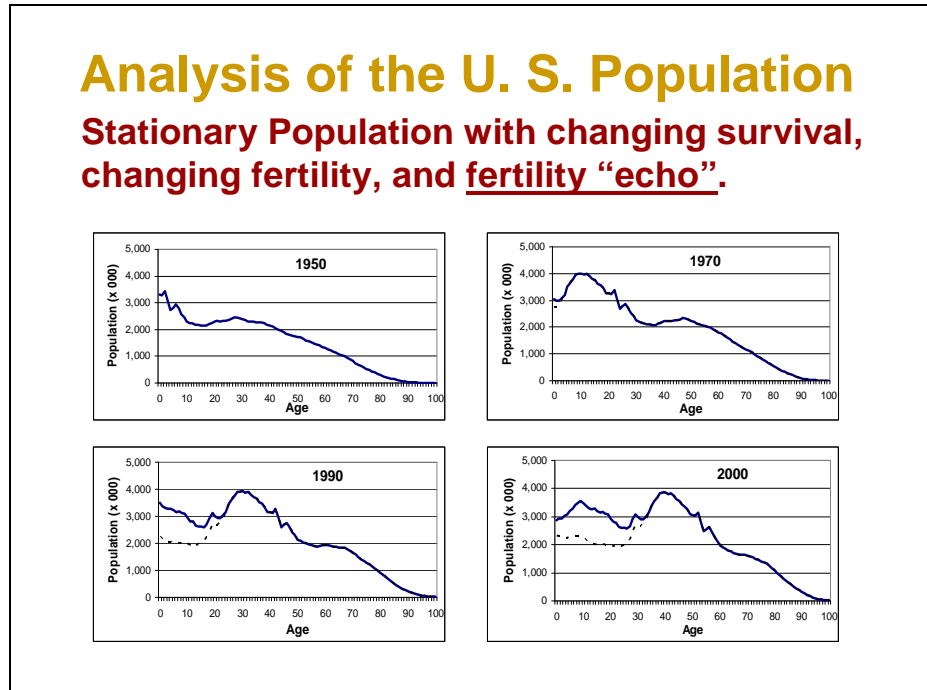 Analysis of the U. S. Population
Stationary Population with changing survival,
changing fertility, and fertility “echo”.
1950
5,000
4,000
3,000
2,000
1,000
0
Population (x 000)
0 10 20 30 40 50 60 70 80 90 100
Age
1970
5,000
4,000
3,000
2,000
1,000
0
Population (x 000)
0 10 20 30 40 50 60 70 80 90 100
Age
1990
5,000
4,000
3,000
2,000
1,000
0
Population (x 000)
0 10 20 30 40 50 60 70 80 90 100
Age
2000
5,000
4,000
3,000
2,000
1,000
0
Population (x 000)
0 10 20 30 40 50 60 70 80 90 100
Age